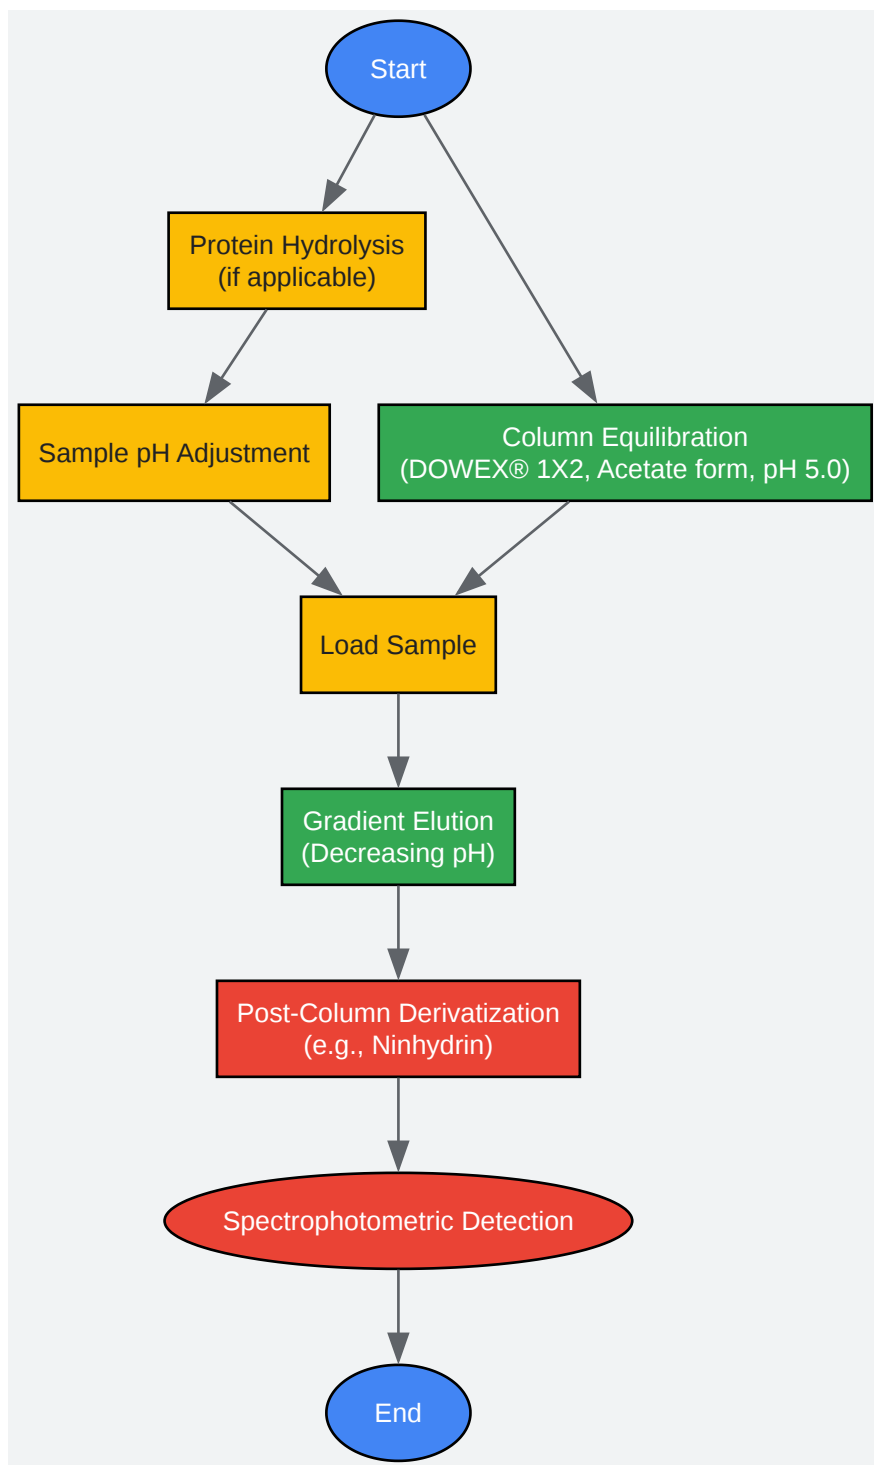 Start
Protein Hydrolysis
(if applicable)
Sample pH Adjustment
Column Equilibration
(DOWEX® 1X2, Acetate form, pH 5.0)
Load Sample
Gradient Elution
(Decreasing pH)
Post-Column Derivatization
(e.g., Ninhydrin)
Spectrophotometric Detection
End